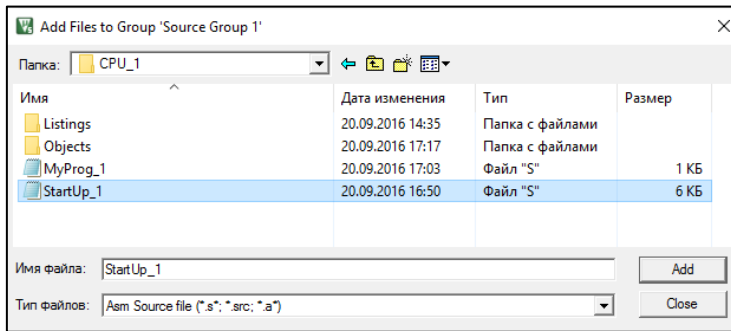 Add Files to Group 'Source Group 1'
Папка: CPU_1
Имя Дата изменения Тип Размер
Listings 20.09.2016 14:35 Папка с файлами
Objects 20.09.2016 17:17 Папка с файлами
MyProg_1 20.09.2016 17:03 Файл "S" 1 КБ
StartUp_1 20.09.2016 16:50 Файл "S" 6 КБ
Имя файла: StartUp_1 Add
Тип файлов: Asm Source file (*.s*; *.src; *.a*) Close